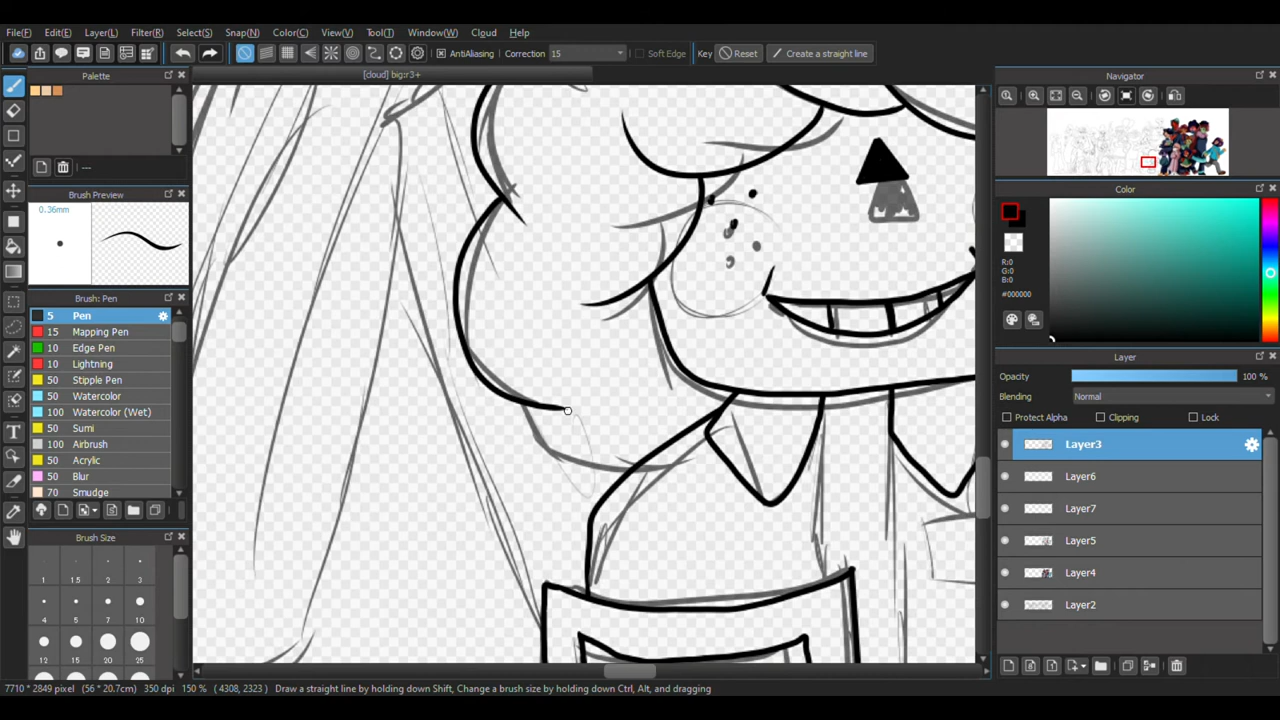 File(F) Edit(E) Layer(L) Filter(R) Select(S) Snap(N) Color(C) View(V) Tool(T) Window(W) Cloud Help
AntiAliasing Correction 15 Soft Edge Key Reset Create a straight line
Palette
[cloud] big:r3+
Navigator
---
Brush Preview
0.36mm
Color
R:0
G:0
B:0
#000000
Brush: Pen
5 Pen
15 Mapping Pen
10 Edge Pen
10 Lightning
50 Stipple Pen
50 Watercolor
100 Watercolor (Wet)
50 Sumi
100 Airbrush
50 Acrylic
50 Blur
70 Smudge
Layer
Opacity 100 %
Blending Normal
Protect Alpha Clipping Lock
Layer3
Layer6
Layer7
Layer5
Layer4
Layer2
Brush Size
1 1.5 2 3
4 5 7 10
12 15 20 25
7710 * 2849 pixel (56 * 20.7cm) 350 dpi 150 % ( 4308, 2323 ) Draw a straight line by holding down Shift, Change a brush size by holding down Ctrl, Alt, and dragging